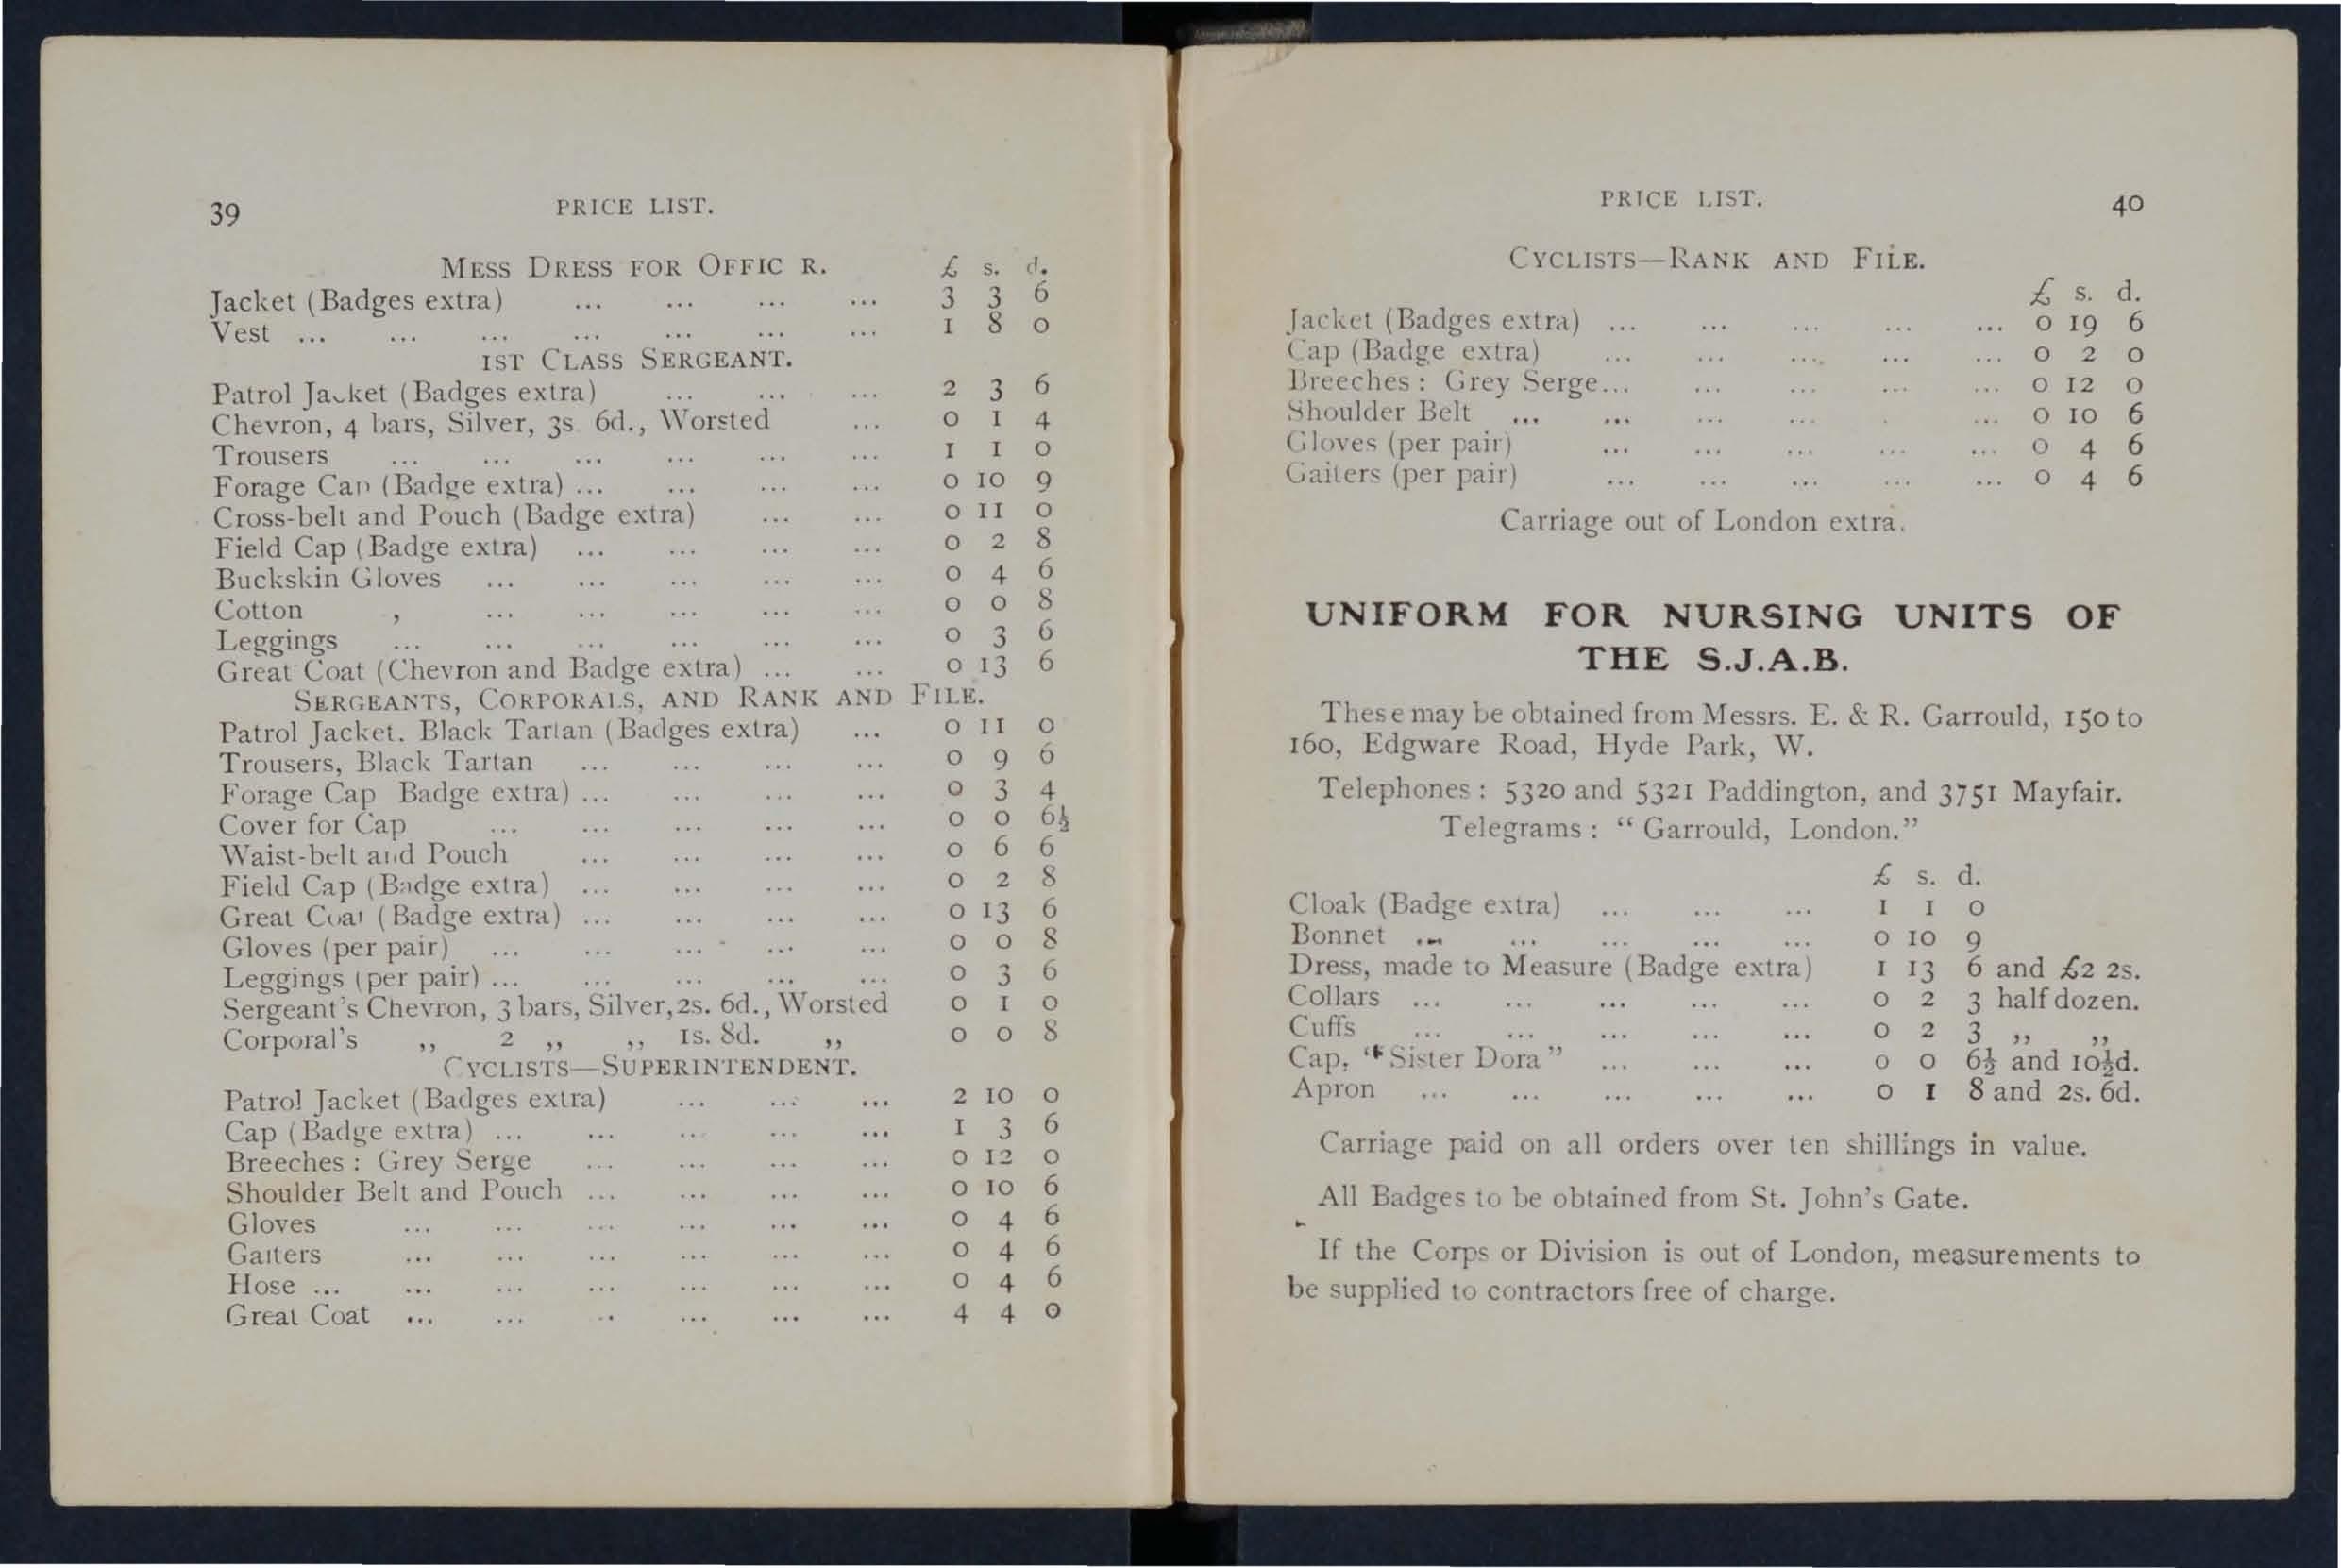 39 PRICE LIST.
MESS DRESS FOR OFFIC R. £ s. d.
Jacket (Badges extra) ... ... ... ... 3 3 6
Vest ... ... ... ... ... ... ... 1 8 0
1ST CLASS SERGEANT.
Patrol Jacket (Badges extra) ... ... ... 2 3 6
Chevron, 4 bars, Silver, 3s 6d., Worsted ... 0 1 4
Trousers ... ... ... ... ... ... 1 1 0
Forage Cap (Badge extra) ... ... ... ... 0 10 9
Cross-belt and Pouch (Badge extra) ... ... 0 11 0
Field Cap (Badge extra) ... ... ... ... 0 2 8
Buckskin Gloves ... ... ... ... ... 0 4 6
Cotton , ... ... ... ... ... 0 0 8
Leggings ... ... ... ... ... ... 0 3 6
Great Coat (Chevron and Badge extra) ... ... 0 13 6
SERGEANTS, CORPORALS, AND RANK AND FILE.
Patrol Jacket. Black Tartan (Badges extra) ... 0 11 0
Trousers, Black Tartan ... ... ... ... 0 9 6
Forage Cap Badge extra) ... ... ... ... 0 3 4
Cover for Cap ... ... ... ... ... 0 0 6½
Waist-belt and Pouch ... ... ... ... 0 6 6
Field Cap (Badge extra) ... ... ... ... 0 2 8
Great Coat (Badge extra) ... ... ... ... 0 13 6
Gloves (per pair) ... ... ... ... ... 0 0 8
Leggings (per pair) ... ... ... ... ... 0 3 6
Sergeant's Chevron, 3 bars, Silver, 2s. 6d., Worsted 0 1 0
Corporal's ,, 2 ,, ,, 1s. 8d. ,, 0 0 8
CYCLISTS—SUPERINTENDENT.
Patrol Jacket (Badges extra) ... ... ... 2 10 0
Cap (Badge extra) ... ... ... ... ... 1 3 6
Breeches : Grey Serge ... ... ... ... 0 12 0
Shoulder Belt and Pouch ... ... ... ... 0 10 6
Gloves ... ... ... ... ... ... 0 4 6
Gaiters ... ... ... ... ... ... 0 4 6
Hose ... ... ... ... ... ... ... 0 4 6
Great Coat ... ... .. ... ... ... 4 4 0
PRICE LIST. 40
CYCLISTS—RANK AND FILE.
£ s. d.
Jacket (Badges extra) ... ... ... ... ... 0 19 6
Cap (Badge extra) ... ... ... ... ... 0 2 0
Breeches : Grey Serge... ... ... ... ... 0 12 0
Shoulder Belt ... ... ... ... . ... 0 10 6
Gloves (per pair) ... ... ... ... ... 0 4 6
Gaiters (per pair) ... ... ... ... ... 0 4 6
Carriage out of London extra.
UNIFORM FOR NURSING UNITS OF
THE S.J.A.B.
These may be obtained from Messrs. E. & R. Garrould, 150 to
160, Edgware Road, Hyde Park, W.
Telephones : 5320 and 5321 Paddington, and 3751 Mayfair.
Telegrams : "Garrould, London."
£ s. d.
Cloak (Badge extra) ... ... ... 1 1 0
Bonnet ... ... ... ... ... 0 10 9
Dress, made to Measure (Badge extra) 1 13 6 and £2 2s.
Collars ... ... ... ... ... 0 2 3 half dozen.
Cuffs ... ... ... ... ... 0 2 3 ,, ,,
Cap, "Sister Dora" ... ... ... 0 0 6½ and 10½d.
Apron ... ... ... ... ... 0 1 8 and 2s. 6d.
Carriage paid on all orders over ten shillings in value.
All Badges to be obtained from St. John's Gate.
If the Corps or Division is out of London, measurements to
be supplied to contractors free of charge.